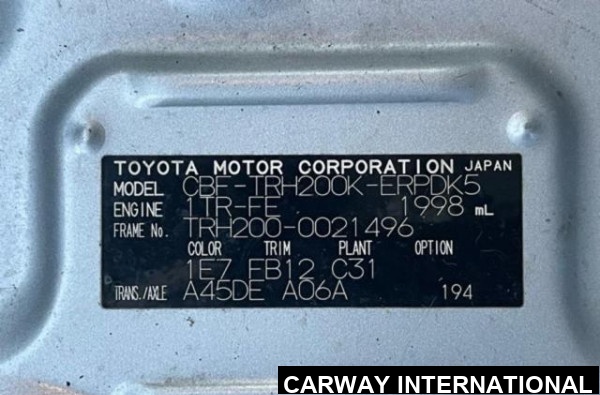 TOYOTA MOTOR CORPORATION JAPAN
MODEL CBF-TRH200K-ERPDK5
ENGINE 1TR-FE 1998 mL
FRAME No. TRH200-0021496
COLOR TRIM PLANT OPTION
1E7 FB12 C31
TRANS./AXLE A45DE A06A 194
CARWAY INTERNATIONAL